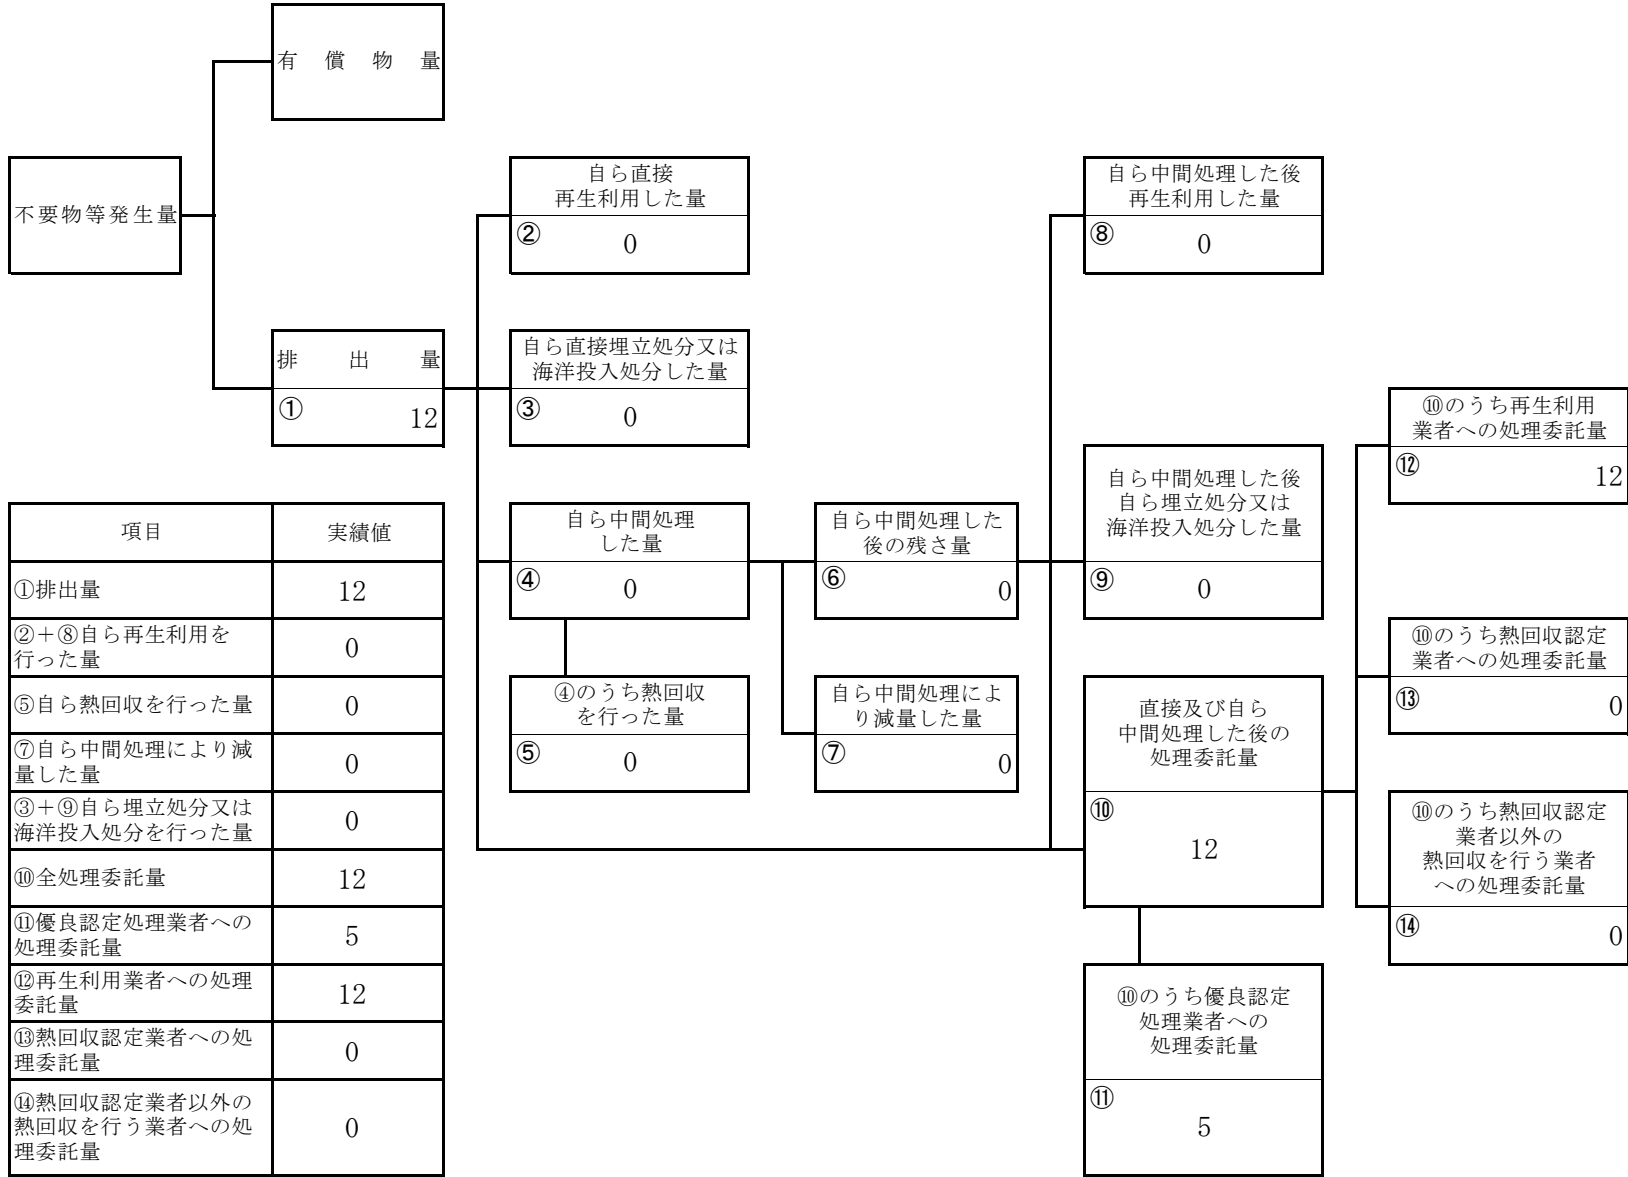 有償物量
不要物等発生量
自ら直接
再生利用した量
②
0
自ら中間処理した後
再生利用した量
⑧
0
排出量
①
12
自ら直接埋立処分又は
海洋投入処分した量
③
0
⑩のうち再生利用
業者への処理委託量
⑫
12
自ら中間処理
した量
④
0
自ら中間処理した
後の残さ量
⑥
0
自ら中間処理した後
自ら埋立処分又は
海洋投入処分した量
⑨
0
⑩のうち熱回収認定
業者への処理委託量
⑬
0
④のうち熱回収
を行った量
⑤
0
自ら中間処理によ
り減量した量
⑦
0
直接及び自ら
中間処理した後の
処理委託量
⑩
12
⑩のうち熱回収認定
業者以外の
熱回収を行う業者
への処理委託量
⑭
0
⑩のうち優良認定
処理業者への
処理委託量
⑪
5
項目 実績値
①排出量 12
②＋⑧自ら再生利用を
行った量 0
⑤自ら熱回収を行った量 0
⑦自ら中間処理により減
量した量 0
③＋⑨自ら埋立処分又は
海洋投入処分を行った量 0
⑩全処理委託量 12
⑪優良認定処理業者への
処理委託量 5
⑫再生利用業者への処理
委託量 12
⑬熱回収認定業者への処
理委託量 0
⑭熱回収認定業者以外の
熱回収を行う業者への処
理委託量 0